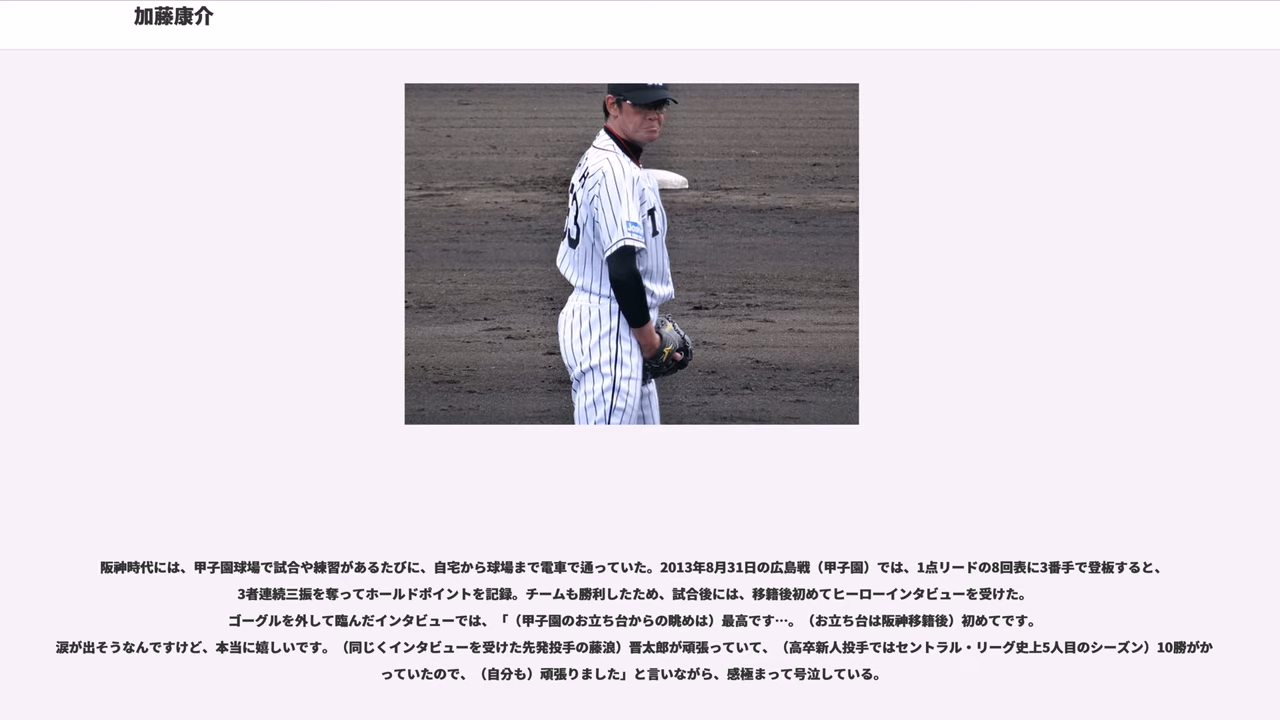 加藤康介
阪神時代には、甲子園球場で試合や練習があるたびに、自宅から球場まで電車で通っていた。2013年8月31日の広島戦（甲子園）では、1点リードの8回表に3番手で登板すると、
3者連続三振を奪ってホールドポイントを記録。チームも勝利したため、試合後には、移籍後初めてヒーローインタビューを受けた。
ゴーグルを外して臨んだインタビューでは、「（甲子園のお立ち台からの眺めは）最高です…。（お立ち台は阪神移籍後）初めてです。
涙が出そうなんですけど、本当に嬉しいです。（同じくインタビューを受けた先発投手の藤浪）晋太郎が頑張っていて、（高卒新人投手ではセントラル・リーグ史上5人目のシーズン）10勝がか
っていたので、（自分も）頑張りました」と言いながら、感極まって号泣している。